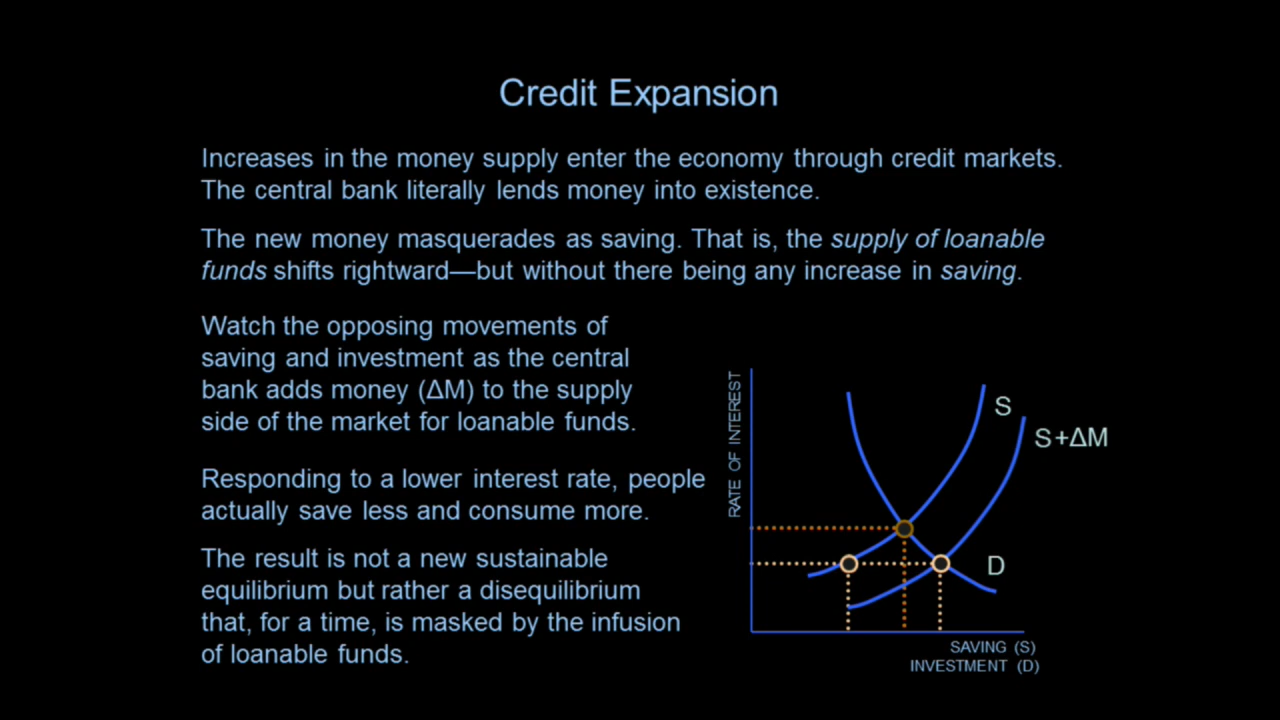 Credit Expansion
Increases in the money supply enter the economy through credit markets.
The central bank literally lends money into existence.
The new money masquerades as saving. That is, the supply of loanable
funds shifts rightward—but without there being any increase in saving.
Watch the opposing movements of
saving and investment as the central
bank adds money (ΔM) to the supply
side of the market for loanable funds.
Responding to a lower interest rate, people
actually save less and consume more.
The result is not a new sustainable
equilibrium but rather a disequilibrium
that, for a time, is masked by the infusion
of loanable funds.
RATE OF INTEREST
S
S+ΔM
D
SAVING (S)
INVESTMENT (D)